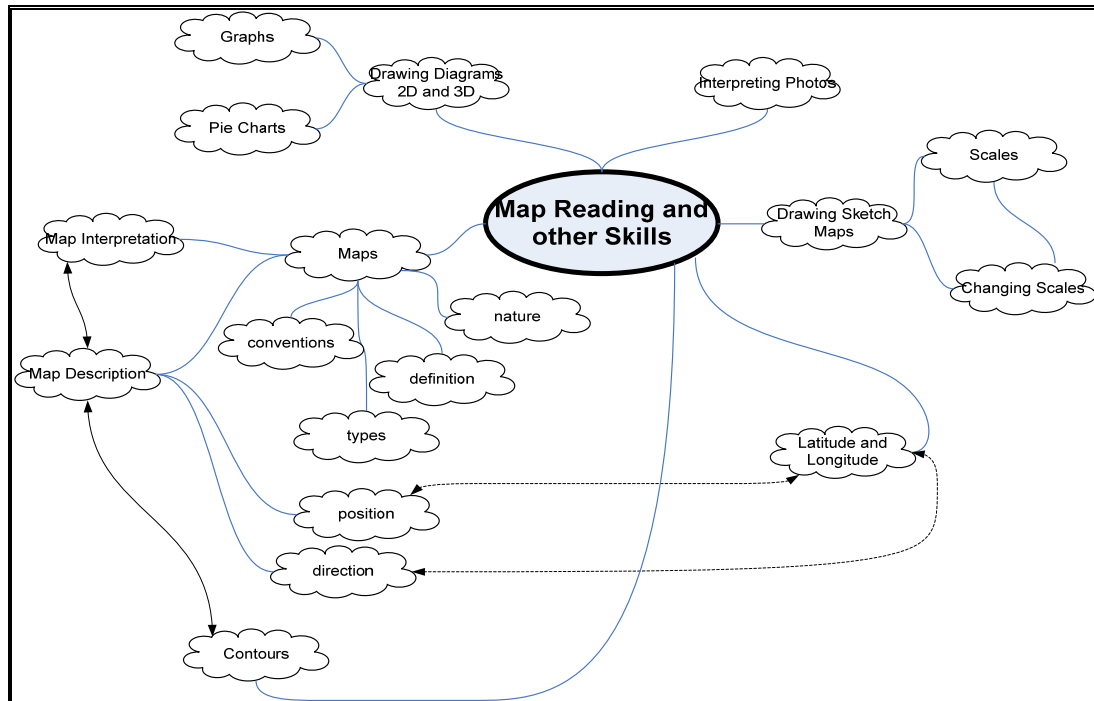 Graphs
Drawing Diagrams
2D and 3D
Interpreting Photos
Pie Charts
Scales
Map Reading and
other Skills
Drawing Sketch
Maps
Map Interpretation
Maps
Changing Scales
nature
conventions
Map Description
definition
types
Latitude and
Longitude
position
direction
Contours